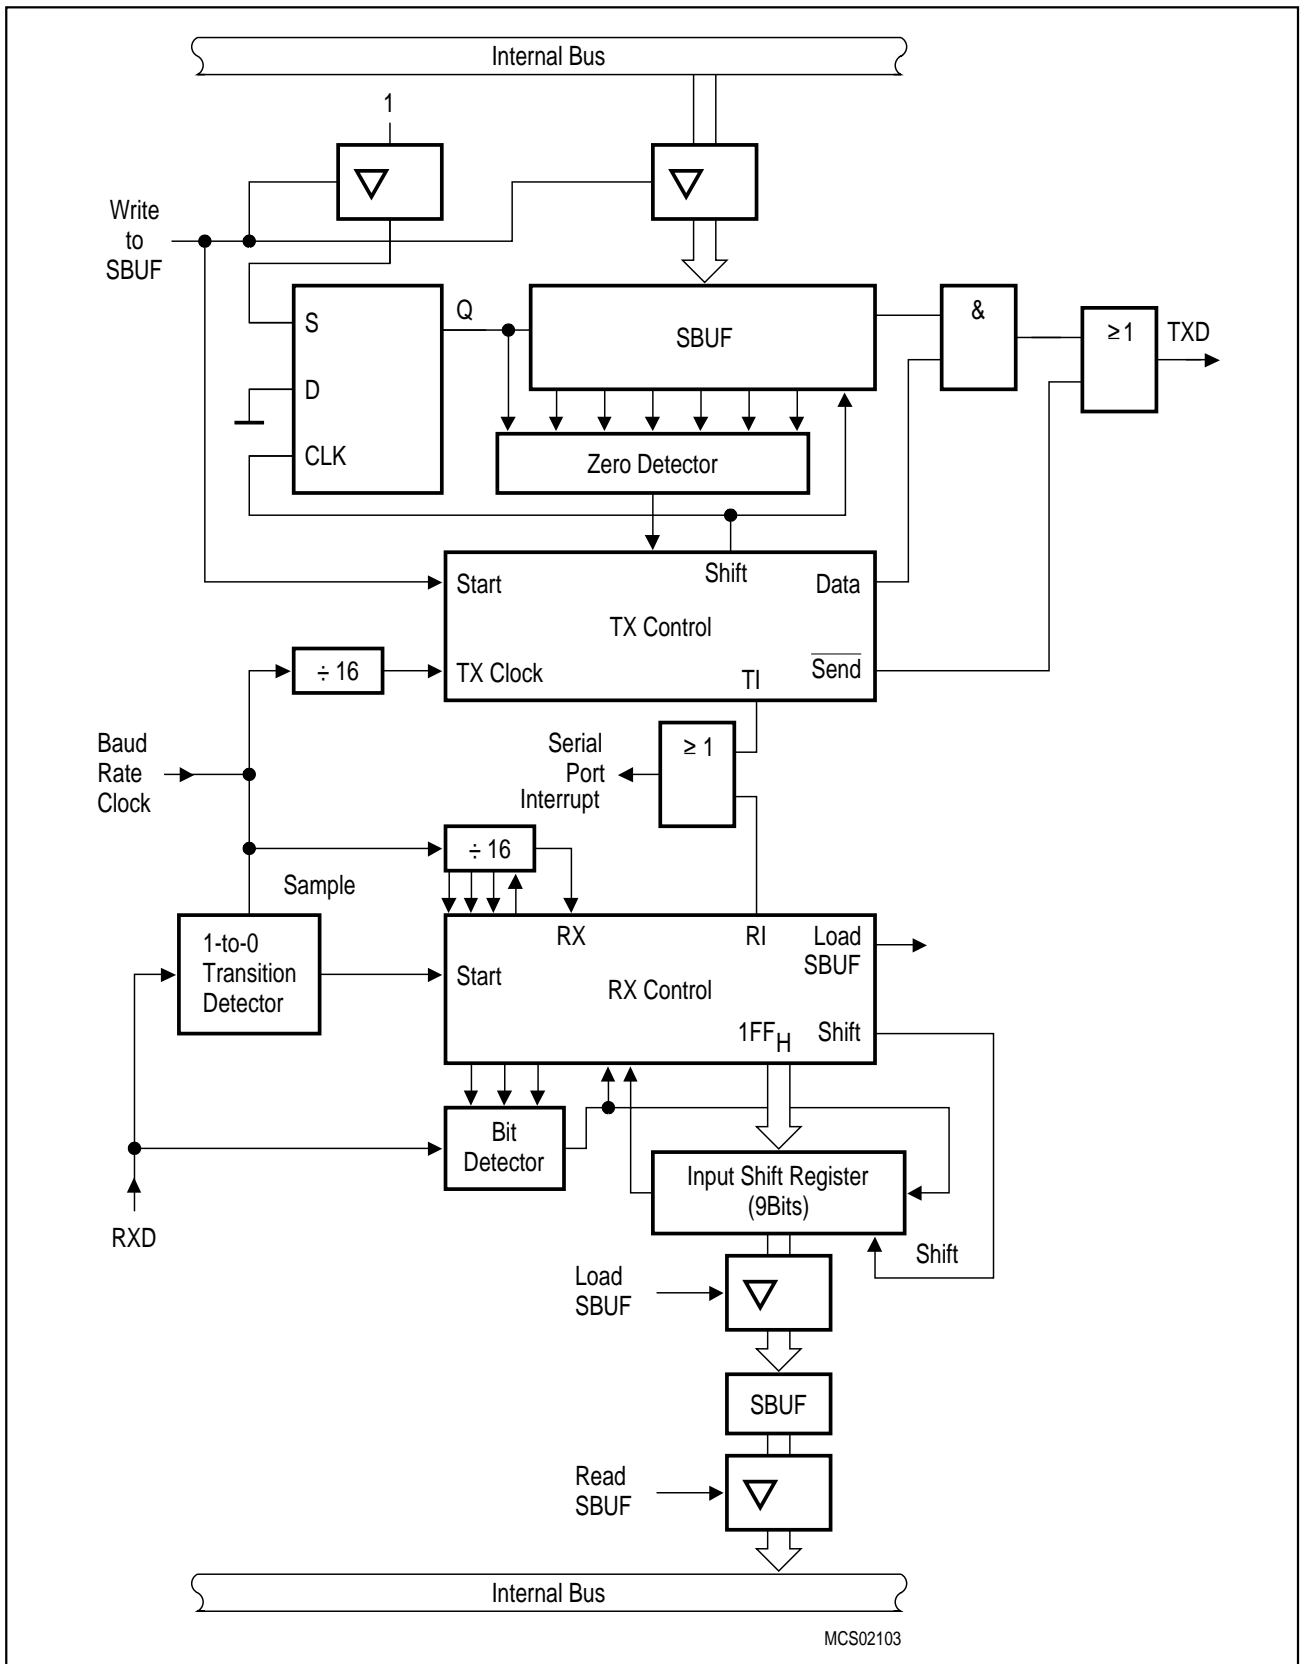 Internal Bus
1
Write
to
SBUF
S
Q
SBUF
&
≥ 1
TXD
D
CLK
Zero Detector
Start
Shift
Data
TX Control
÷ 16
TX Clock
TI
Send
Baud
Rate
Clock
Serial
Port
Interrupt
≥ 1
÷ 16
Sample
1-to-0
Transition
Detector
RX
RI
Load
SBUF
Start
RX Control
1FFH
Shift
Bit
Detector
Input Shift Register
(9Bits)
RXD
Shift
Load
SBUF
SBUF
Read
SBUF
Internal Bus
MCS02103